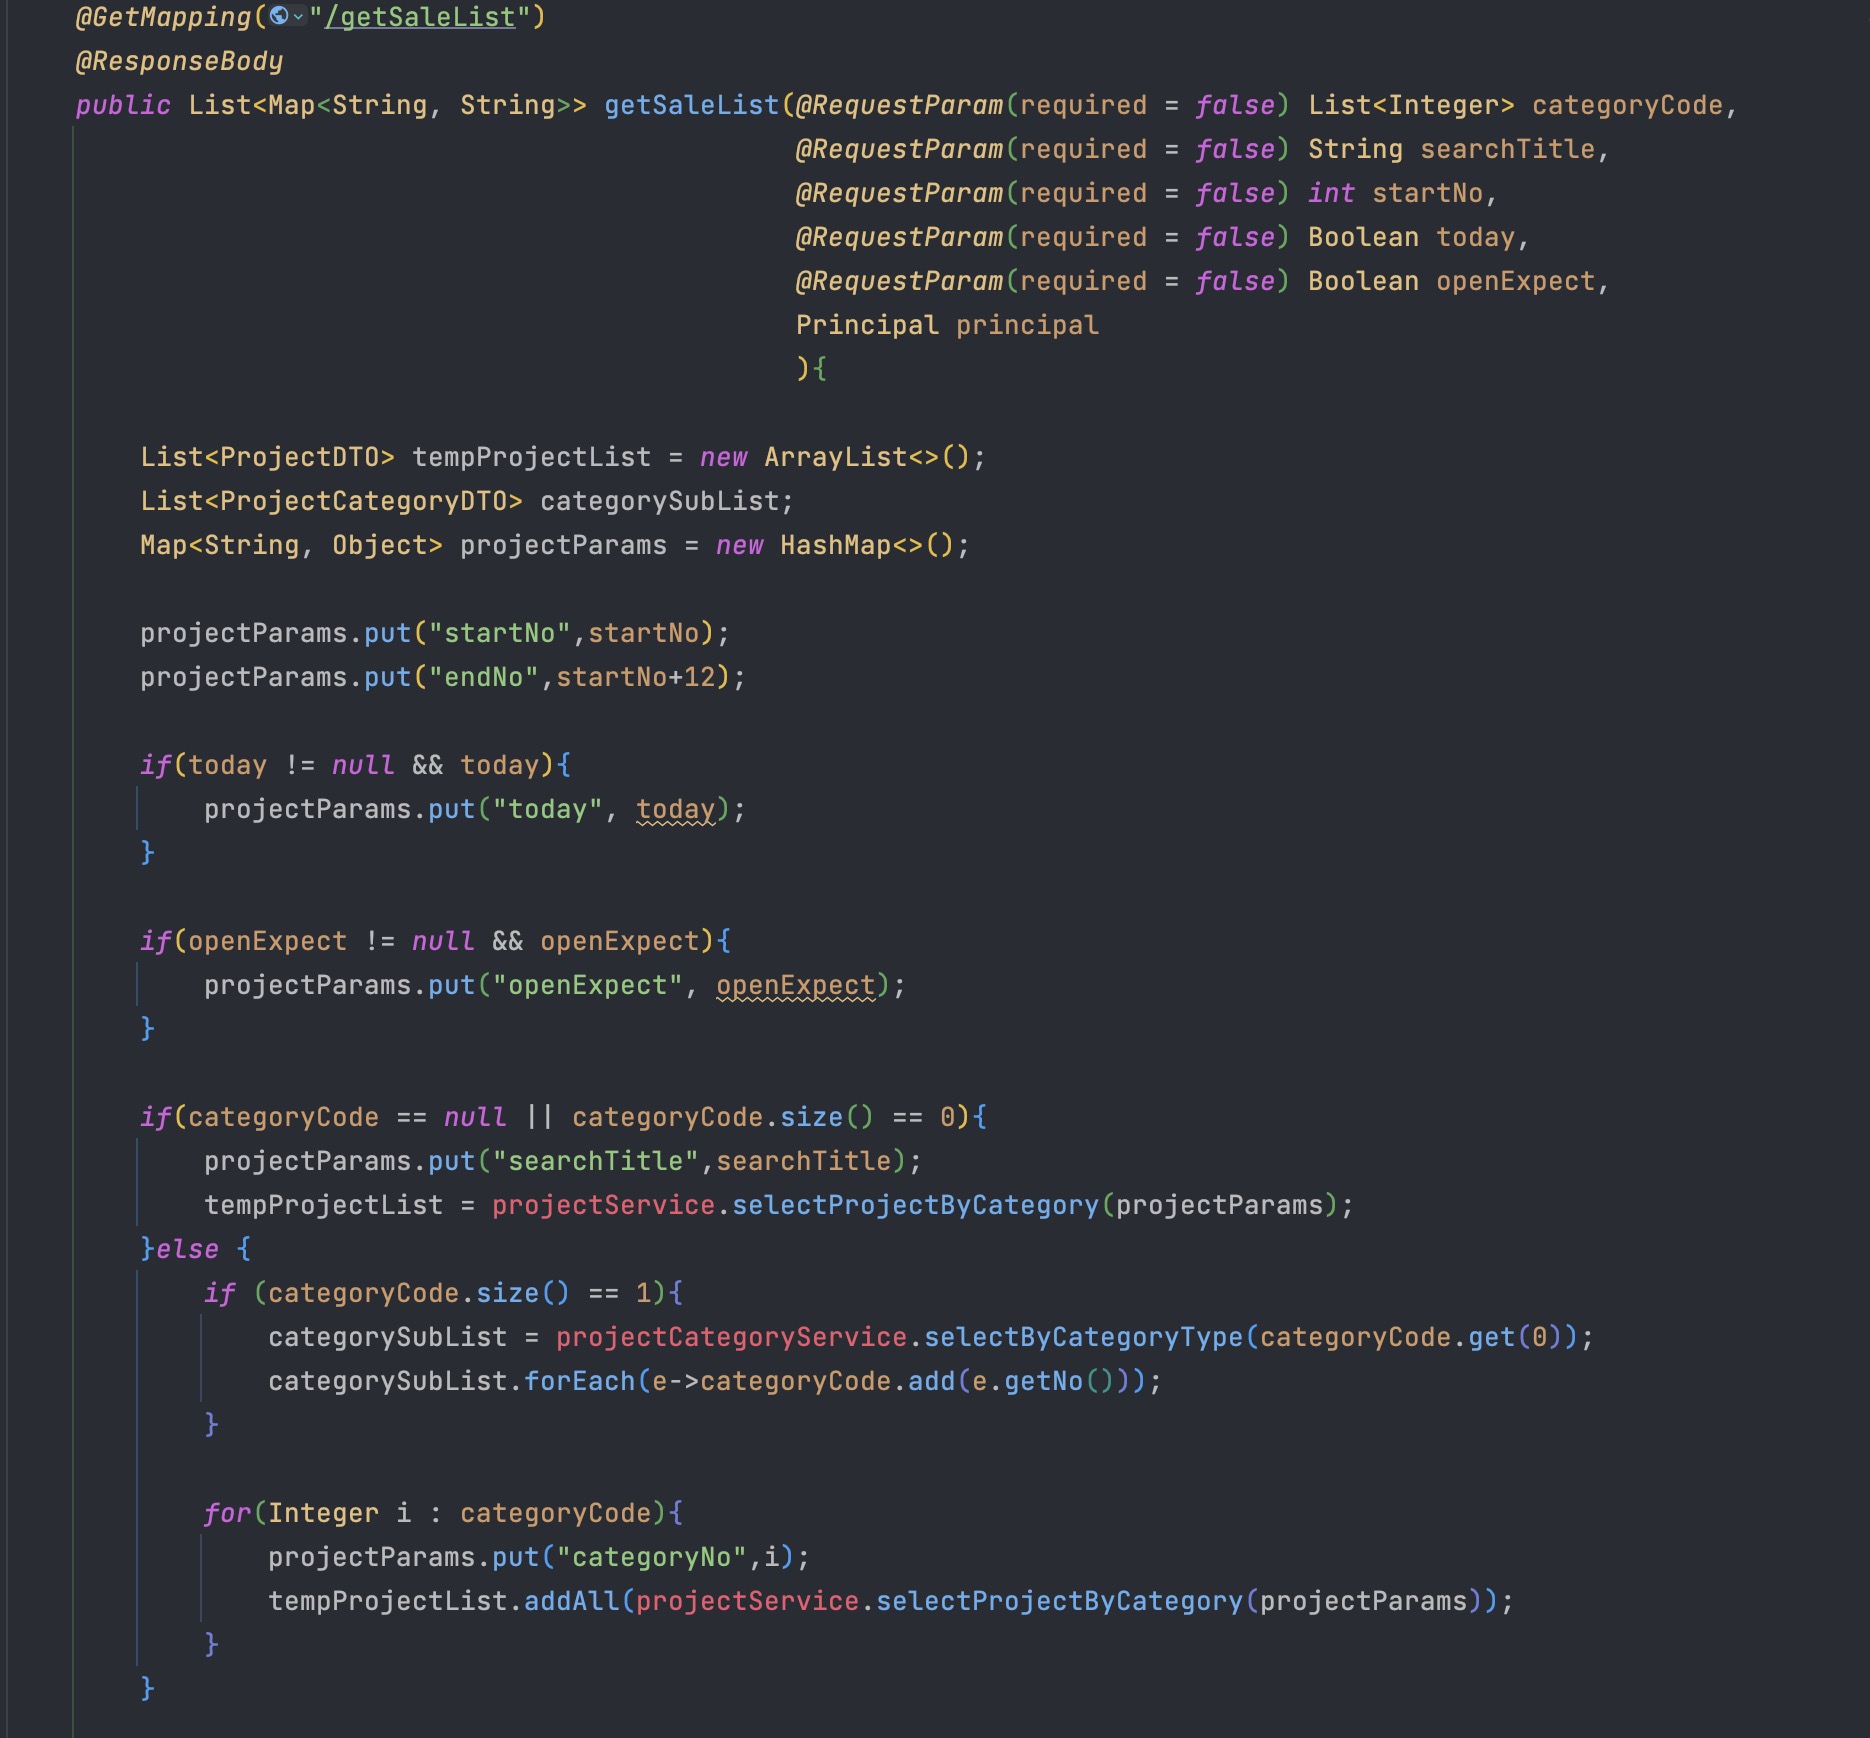 @GetMapping("/getSaleList")
@ResponseBody
public List<Map<String, String>> getSaleList(@RequestParam(required = false) List<Integer> categoryCode,
@RequestParam(required = false) String searchTitle,
@RequestParam(required = false) int startNo,
@RequestParam(required = false) Boolean today,
@RequestParam(required = false) Boolean openExpect,
Principal principal
){
List<ProjectDTO> tempProjectList = new ArrayList<>();
List<ProjectCategoryDTO> categorySubList;
Map<String, Object> projectParams = new HashMap<>();
projectParams.put("startNo",startNo);
projectParams.put("endNo",startNo+12);
if(today != null && today){
projectParams.put("today", today);
}
if(openExpect != null && openExpect){
projectParams.put("openExpect", openExpect);
}
if(categoryCode == null || categoryCode.size() == 0){
projectParams.put("searchTitle",searchTitle);
tempProjectList = projectService.selectProjectByCategory(projectParams);
}else {
if (categoryCode.size() == 1){
categorySubList = projectCategoryService.selectByCategoryType(categoryCode.get(0));
categorySubList.forEach(e->categoryCode.add(e.getNo()));
}
for(Integer i : categoryCode){
projectParams.put("categoryNo",i);
tempProjectList.addAll(projectService.selectProjectByCategory(projectParams));
}
}